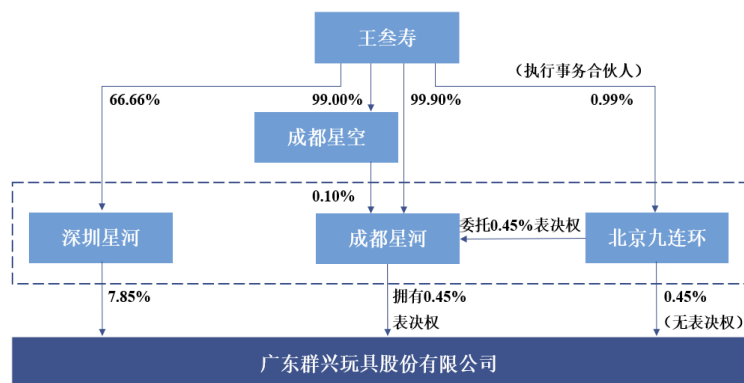 王叁寿
（执行事务合伙人）
66.66%
99.00%
99.90%
0.99%
成都星空
0.10%
深圳星河
成都星河
委托0.45%表决权
北京九连环
7.85%
拥有0.45%
表决权
0.45%
（无表决权）
广东群兴玩具股份有限公司